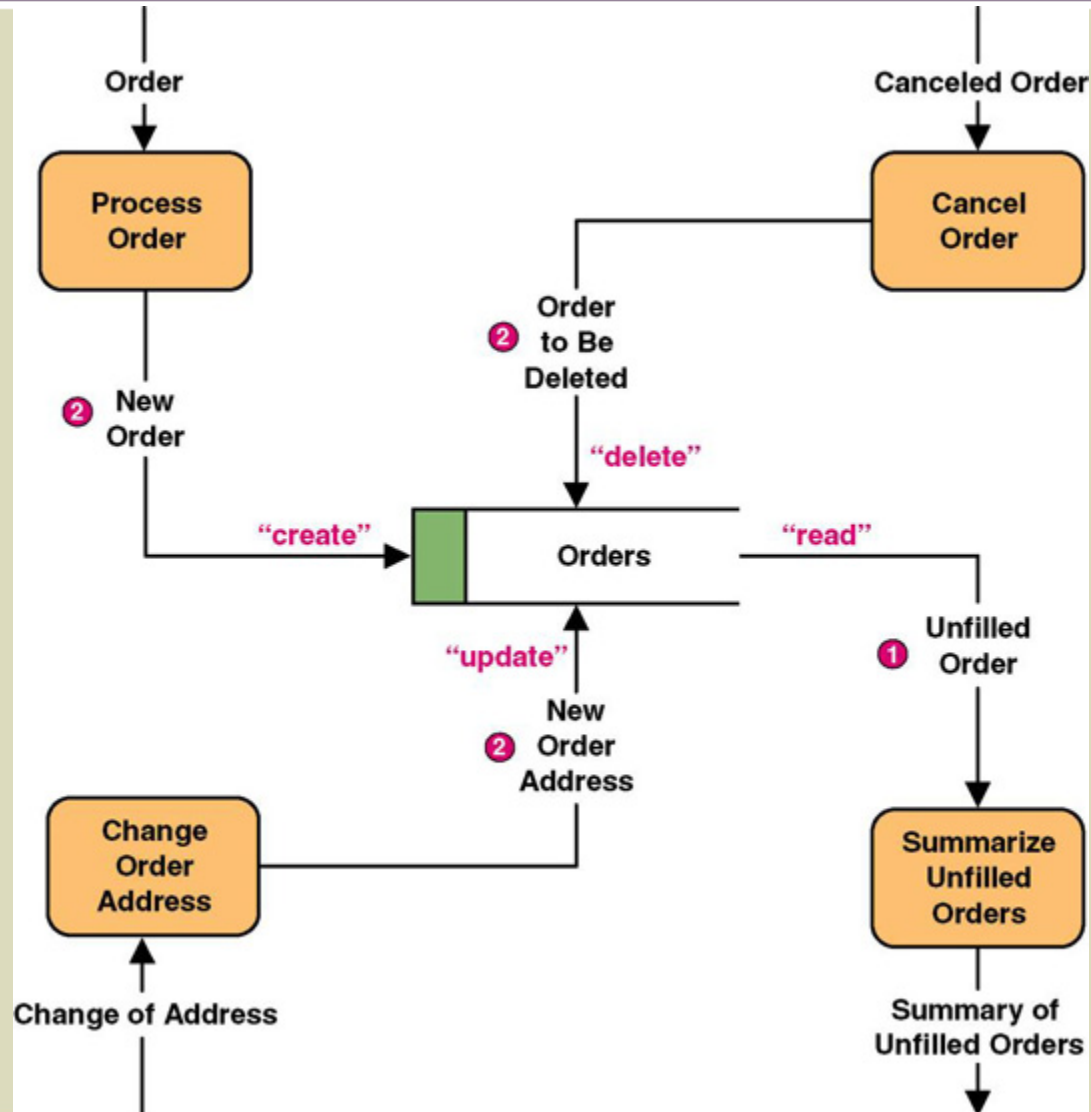 Order
Canceled Order
Process
Order
Cancel
Order
Order
2 to Be
Deleted
2 New
Order
“delete”
“create”
Orders
“read”
“update”
Unfilled
1 Order
New
2 Order
Address
Change
Order
Address
Summarize
Unfilled
Orders
Change of Address
Summary of
Unfilled Orders